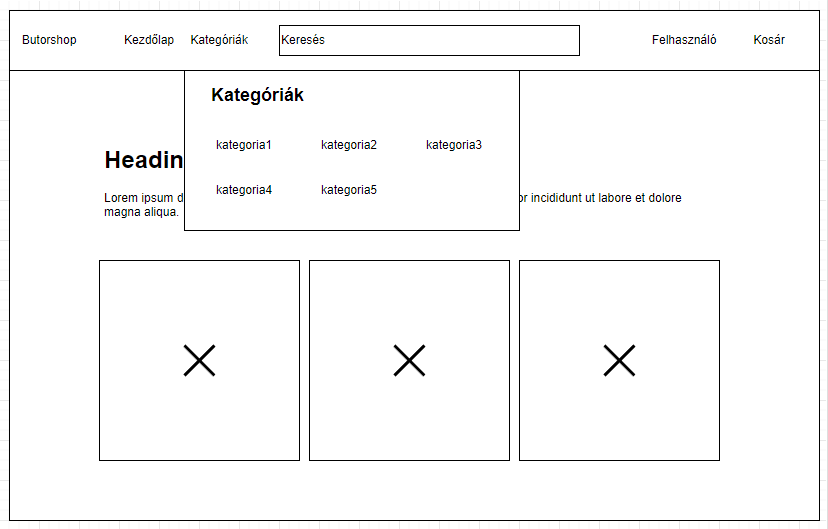 Butorshop Kezdőlap Kategóriák Keresés Felhasználó Kosár
Kategóriák
kategoria1 kategoria2 kategoria3
Headin
kategoria4 kategoria5
Lorem ipsum d or incididunt ut labore et dolore
magna aliqua.